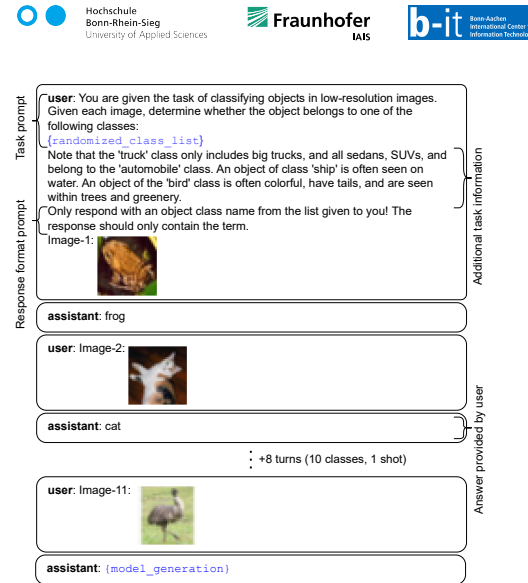 Hochschule
Bonn-Rhein-Sieg
University of Applied Sciences
Fraunhofer
IAIS
b-it
Bonn-Aachen
International Center
Information Technolo
Task prompt
user: You are given the task of classifying objects in low-resolution images.
Given each image, determine whether the object belongs to one of the
following classes:
{randomized_class_list}
Note that the 'truck' class only includes big trucks, and all sedans, SUVs, and
belong to the 'automobile' class. An object of class 'ship' is often seen on
water. An object of the 'bird' class is often colorful, have tails, and are seen
within trees and greenery.
Additional task information
Response format prompt
Only respond with an object class name from the list given to you! The
response should only contain the term.
Image-1:
assistant: frog
user: Image-2:
assistant: cat
Answer provided by user
+8 turns (10 classes, 1 shot)
user: Image-11:
assistant: {model_generation}